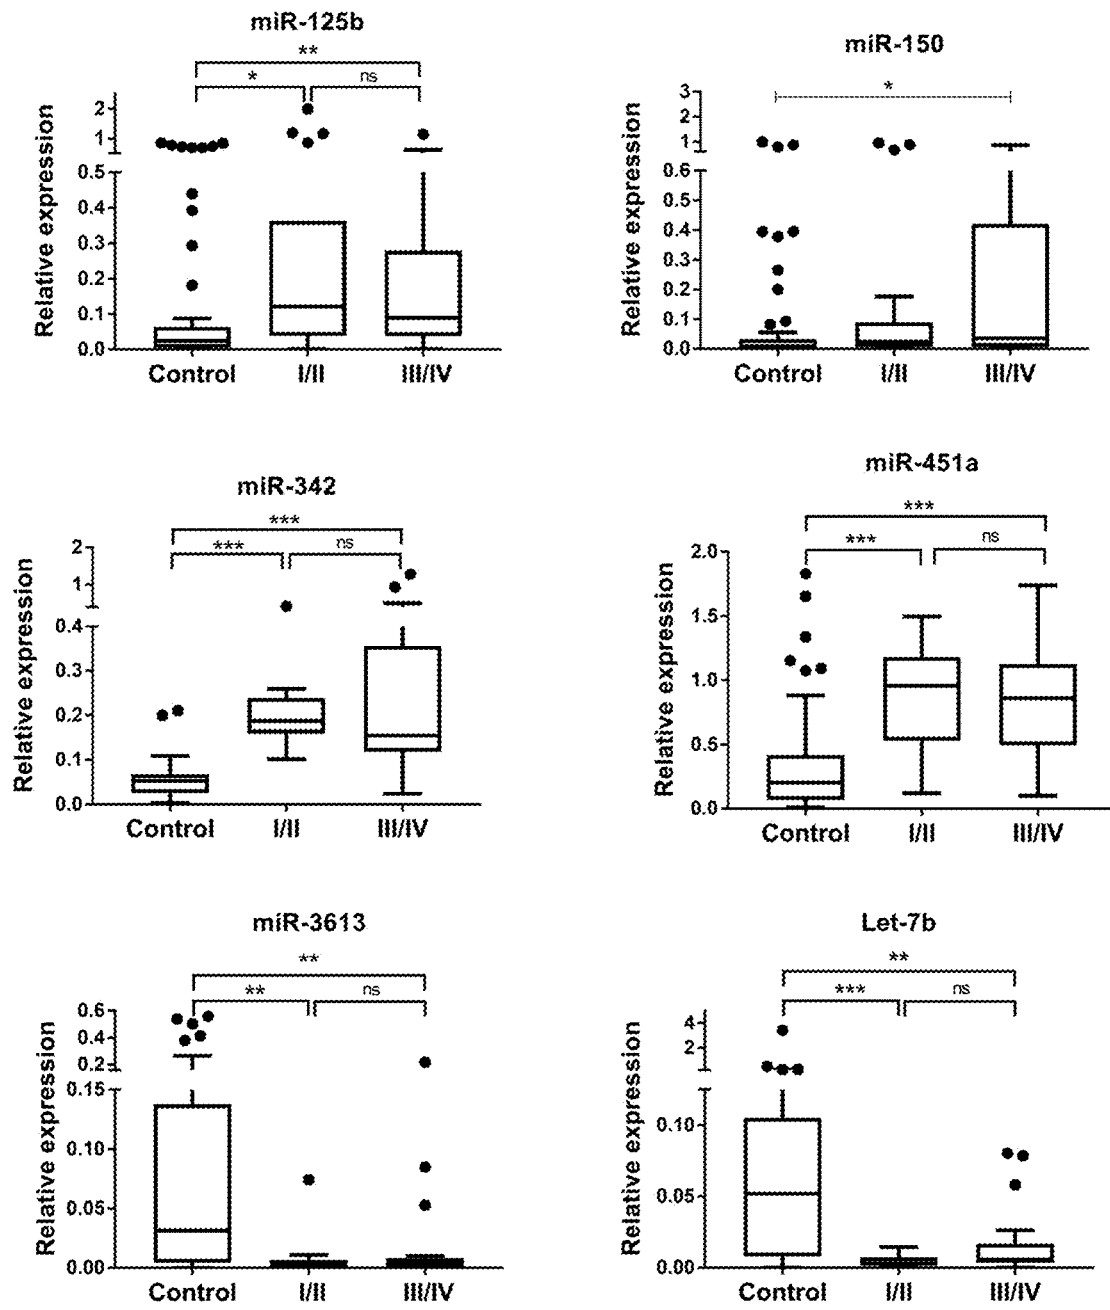 miR-125b
**
*
ns
Relative expression
2
1
0.5
0.4
0.3
0.2
0.1
0.0
Control
I/II
III/IV
miR-150
*
Relative expression
3
2
1
0.6
0.5
0.4
0.3
0.2
0.1
0.0
Control
I/II
III/IV
miR-342
***
***
ns
Relative expression
2
1
0.4
0.3
0.2
0.1
0.0
Control
I/II
III/IV
miR-451a
***
***
ns
Relative expression
2.0
1.5
1.0
0.5
0.0
Control
I/II
III/IV
miR-3613
**
**
ns
Relative expression
0.6
0.4
0.2
0.15
0.10
0.05
0.00
Control
I/II
III/IV
Let-7b
**
***
ns
Relative expression
4
2
0.10
0.05
0.00
Control
I/II
III/IV